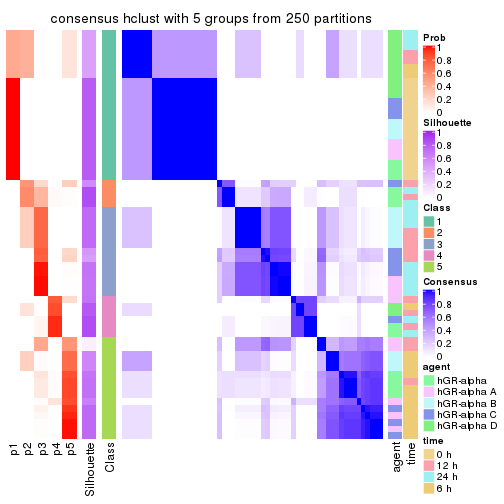 consensus hclust with 5 groups from 250 partitions
Prob
1
0.8
0.6
0.4
0.2
0
Silhouette
1
0.8
0.6
0.4
0.2
0
Class
1
2
3
4
5
Consensus
1
0.8
0.6
0.4
0.2
0
agent
hGR-alpha
hGR-alpha A
hGR-alpha B
hGR-alpha C
hGR-alpha D
time
0 h
12 h
24 h
6 h
p1
p2
p3
p4
p5
Silhouette
Class
agent
time